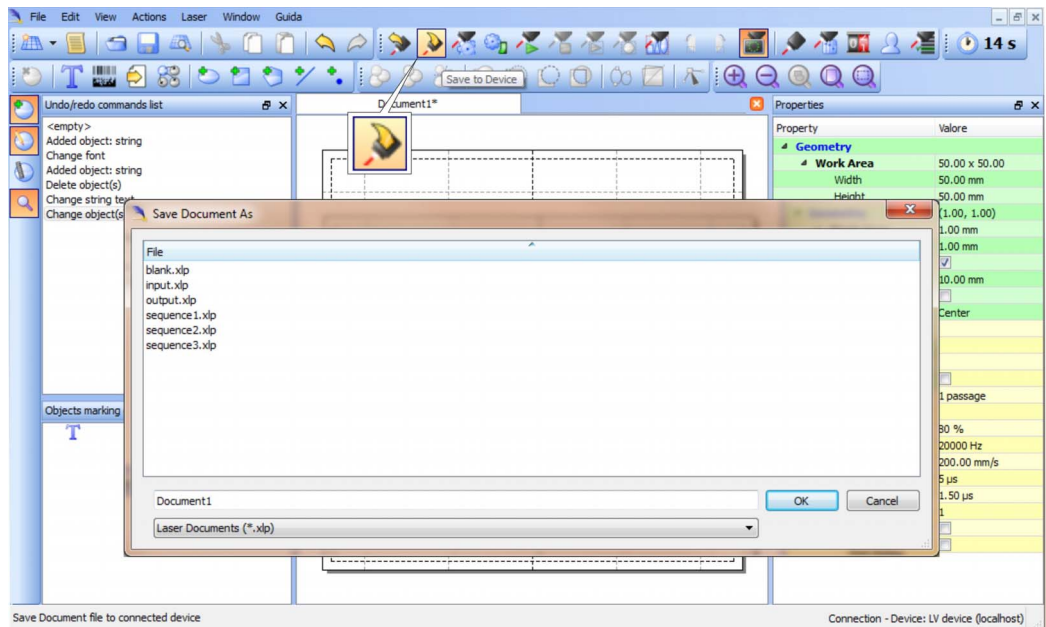 File Edit View Actions Laser Window Guida
14 s
Save to Device
Undo/redo commands list
Document1*
Properties
<empty>
Added object: string
Change font
Added object: string
Delete object(s)
Change string text
Change object(s
Property Valore
Geometry
Work Area 50.00 x 50.00
Width 50.00 mm
Height 50.00 mm
(1.00, 1.00)
1.00 mm
1.00 mm
10.00 mm
Center
1 passage
80 %
20000 Hz
200.00 mm/s
5 µs
1.50 µs
1
Save Document As
File
blank.xlp
input.xlp
output.xlp
sequence1.xlp
sequence2.xlp
sequence3.xlp
Document1
OK Cancel
Laser Documents (*.xlp)
Objects marking
T
Save Document file to connected device
Connection - Device: LV device (localhost)